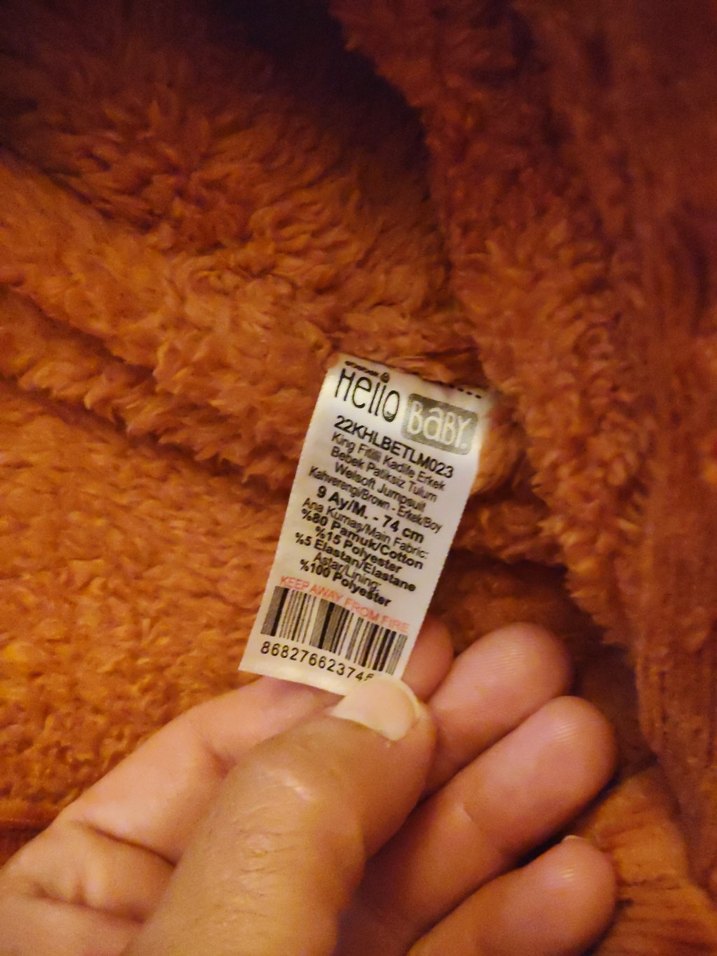 Hello BABY
22KHLBETLM023
King Fitilli Kadife Erkek
Bebek Patiksiz Tulum
Welsoft Jumpsuit
Kahverengi/Brown - Erkek/Boy
9 Ay/M. - 74 cm
Ana Kumaş/Main Fabric:
%80 Pamuk/Cotton
%15 Polyester
%5 Elastan/Elastane
Astar/Lining:
%100 Polyester
KEEP AWAY FROM FIRE
86827662374